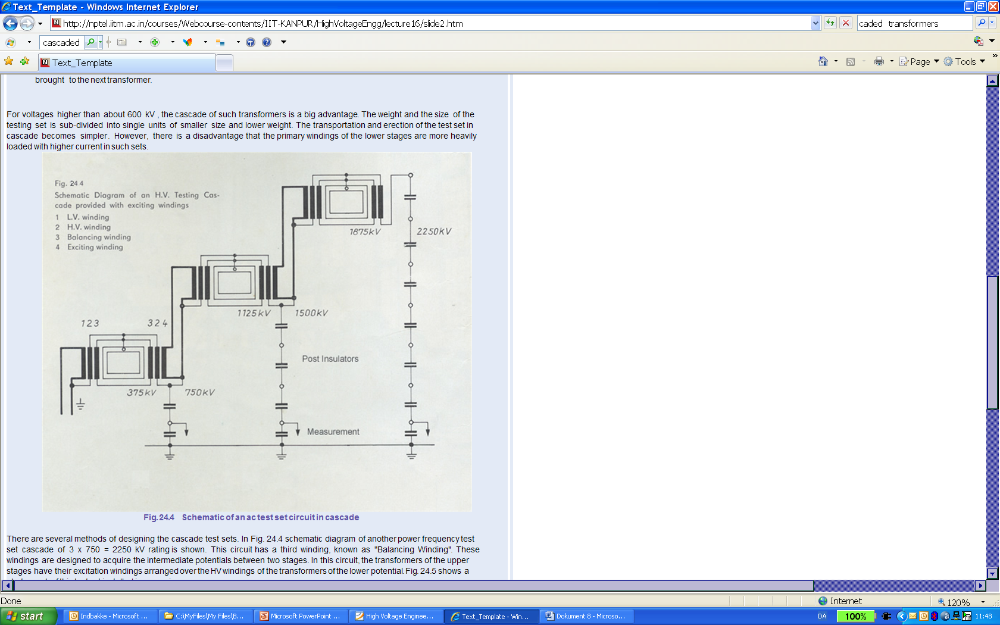 Text_Template - Windows Internet Explorer
http://nptel.iitm.ac.in/courses/Webcourse-contents/IIT-KANPUR/HighVoltageEngg/lecture16/slide2.htm
caded transformers
cascaded
Text_Template
Page
Tools
brought to the next transformer.
For voltages higher than about 600 kV , the cascade of such transformers is a big advantage. The weight and the size of the
testing set is sub-divided into single units of smaller size and lower weight. The transportation and erection of the test set in
cascade becomes simpler. However, there is a disadvantage that the primary windings of the lower stages are more heavily
loaded with higher current in such sets.
Fig. 24 4
Schematic Diagram of an H.V. Testing Cas-
cade provided with exciting windings
1 L.V. winding
2 H.V. winding
3 Balancing winding
4 Exciting winding
1875kV
2250KV
1125kV
1500KV
1 2 3
3 2 4
Post Insulators
375kV
750KV
Measurement
Fig.24.4 Schematic of an ac test set circuit in cascade
There are several methods of designing the cascade test sets. In Fig. 24.4 schematic diagram of another power frequency test
set cascade of 3 x 750 = 2250 kV rating is shown. This circuit has a third winding, known as "Balancing Winding". These
windings are designed to acquire the intermediate potentials between two stages. In this circuit, the transformers of the upper
stages have their excitation windings arranged over the HV windings of the transformers of the lower potential. Fig. 24.5 shows a
Done
Internet
120%
start
Indbakke - Microsoft ...
C:\MyFiles\My Files\B...
Microsoft PowerPoint ...
High Voltage Enginee...
Text_Template - Win...
Dokument 8 - Microso...
DA
100%
11:48